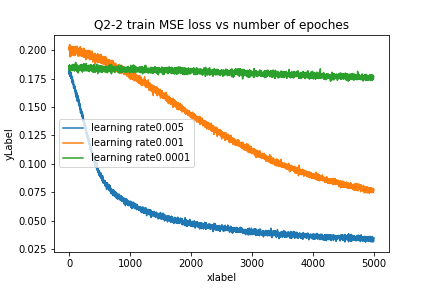 Q2-2 train MSE loss vs number of epoches
0.200
0.175
0.150
0.125
0.100
0.075
0.050
0.025
yLabel
learning rate0.005
learning rate0.001
learning rate0.0001
0 1000 2000 3000 4000 5000
xlabel